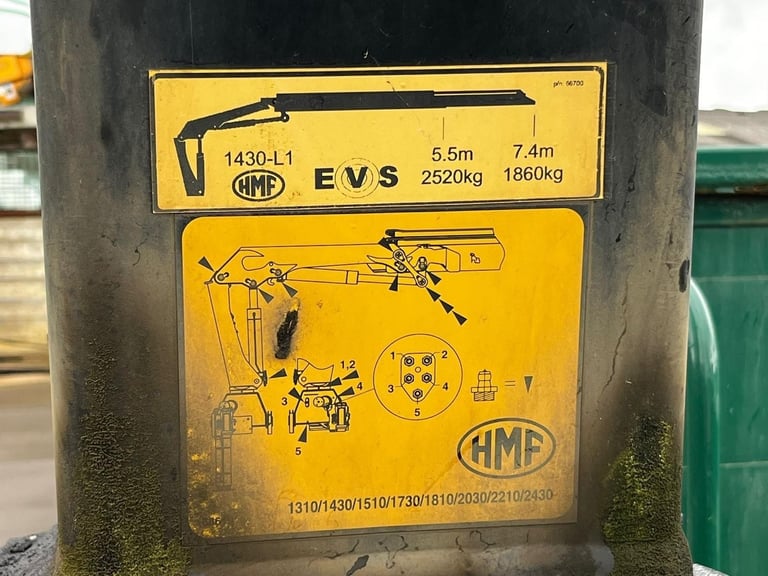 p/n. 56700
1430-L1
HMF
EVS
5.5m 7.4m
2520kg 1860kg
1,2
3 4
5
1 2
3 4
5
=
HMF
1310/1430/1510/1730/1810/2030/2210/2430